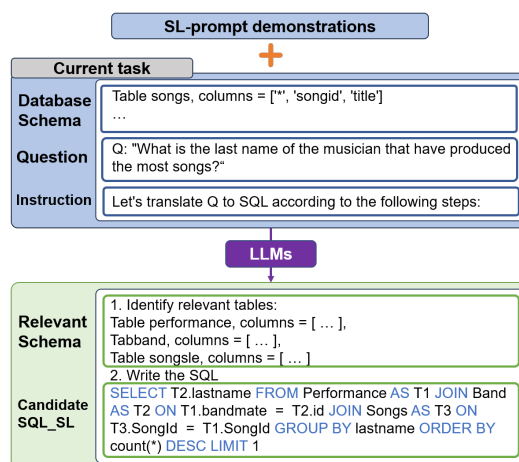 SL-prompt demonstrations
Current task
Database Schema
Table songs, columns = ['*', 'songid', 'title']
...
Question
Q: "What is the last name of the musician that have produced
the most songs?“
Instruction
Let's translate Q to SQL according to the following steps:
LLMs
Relevant Schema
1. Identify relevant tables:
Table performance, columns = [ ... ],
Tabband, columns = [ ... ],
Table songsle, columns = [ ... ]
2. Write the SQL
Candidate SQL_SL
SELECT T2.lastname FROM Performance AS T1 JOIN Band
AS T2 ON T1.bandmate = T2.id JOIN Songs AS T3 ON
T3.SongId = T1.SongId GROUP BY lastname ORDER BY
count(*) DESC LIMIT 1